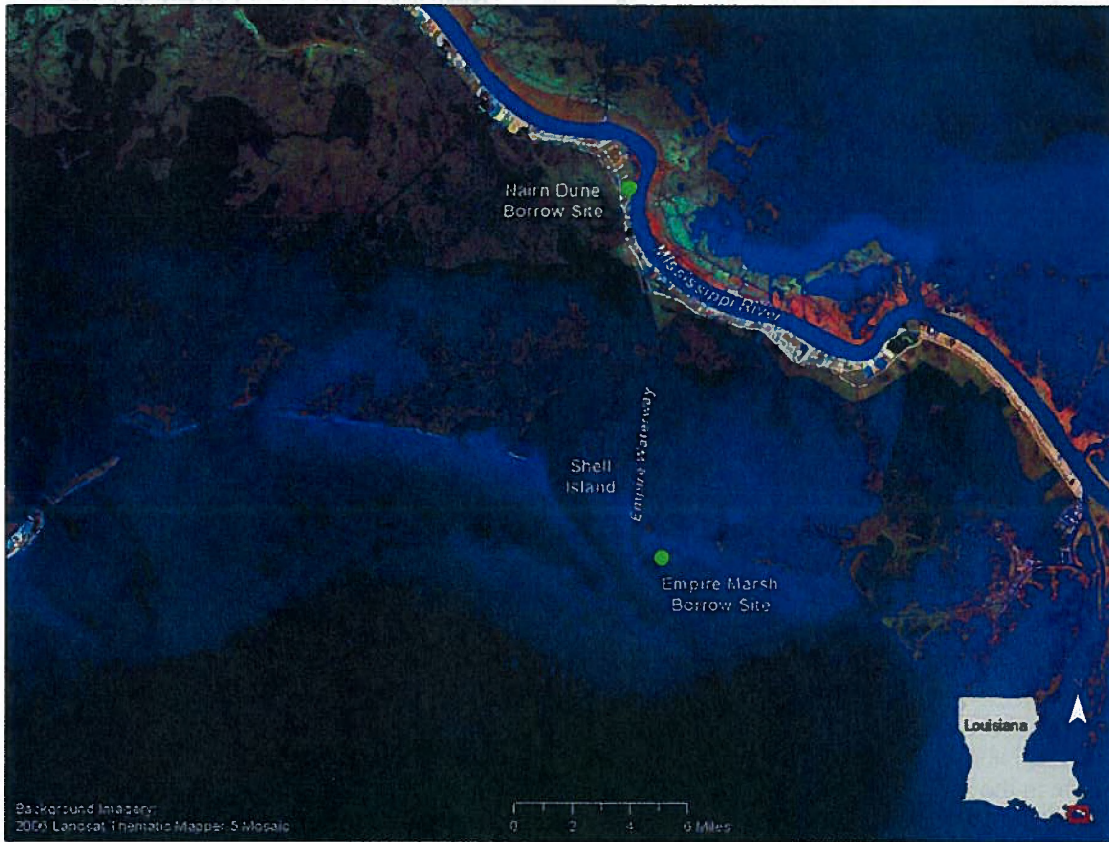 Nairn Dune
Borrow Site
Mississippi River
Empire Waterway
Shell
Island
Empire Marsh
Borrow Site
Louisiana
Background Imagery:
2005 Landsat Thematic Mapper 5 Mosaic
0 2 4 6 Miles